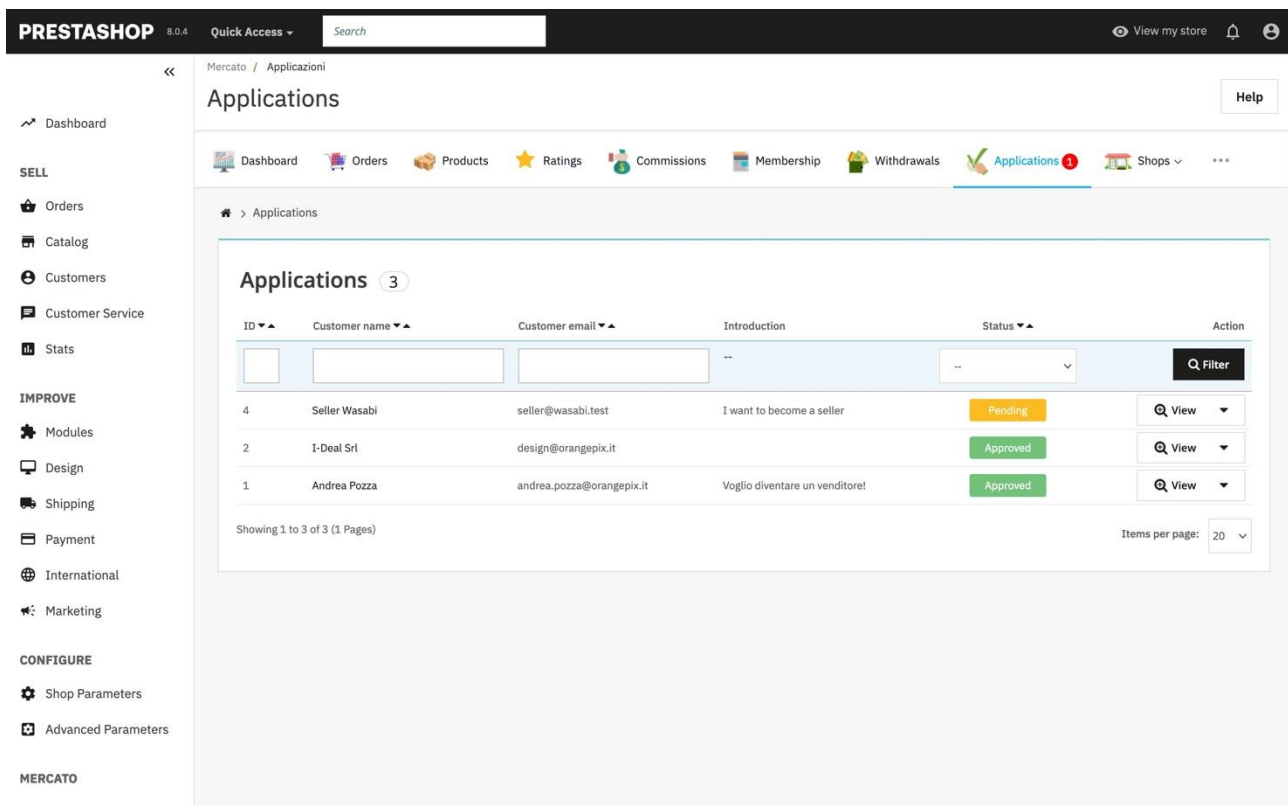 PRESTASHOP 8.0.4 Quick Access Search View my store
Mercato / Applicazioni
Applications
Help
Dashboard
SELL
Orders
Catalog
Customers
Customer Service
Stats
IMPROVE
Modules
Design
Shipping
Payment
International
Marketing
CONFIGURE
Shop Parameters
Advanced Parameters
MERCATO
Dashboard Orders Products Ratings Commissions Membership Withdrawals Applications 1 Shops ...
> Applications
Applications 3
ID Customer name Customer email Introduction Status Action
-- -- Filter
4 Seller Wasabi seller@wasabi.test I want to become a seller Pending View
2 I-Deal Srl design@orangepix.it Approved View
1 Andrea Pozza andrea.pozza@orangepix.it Voglio diventare un venditore! Approved View
Showing 1 to 3 of 3 (1 Pages)
Items per page: 20